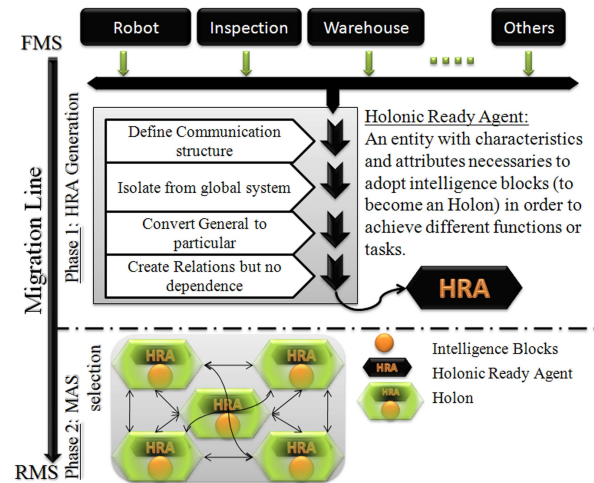 FMS
Robot
Inspection
Warehouse
Others
Migration Line
Phase 1: HRA Generation
Define Communication
structure
Isolate from global system
Convert General to
particular
Create Relations but no
dependence
Holonic Ready Agent:
An entity with characteristics
and attributes necessaries to
adopt intelligence blocks (to
become an Holon) in order to
achieve different functions or
tasks.
HRA
Phase 2: MAS
selection
HRA
HRA
HRA
HRA
HRA
Intelligence Blocks
HRA
Holonic Ready Agent
HRA
Holon
RMS